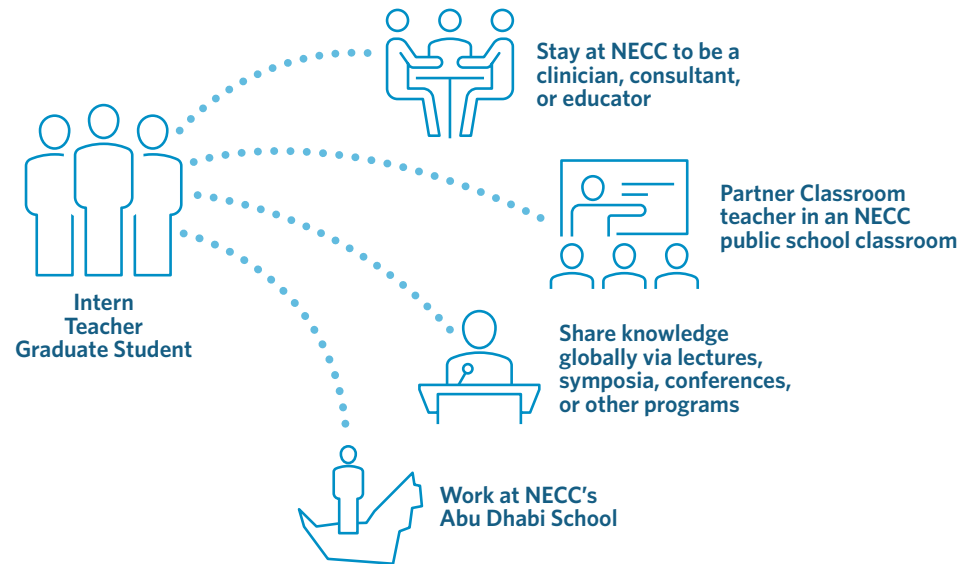 Stay at NECC to be a
clinician, consultant,
or educator
Partner Classroom
teacher in an NECC
public school classroom
Intern
Teacher
Graduate Student
Share knowledge
globally via lectures,
symposia, conferences,
or other programs
Work at NECC's
Abu Dhabi School